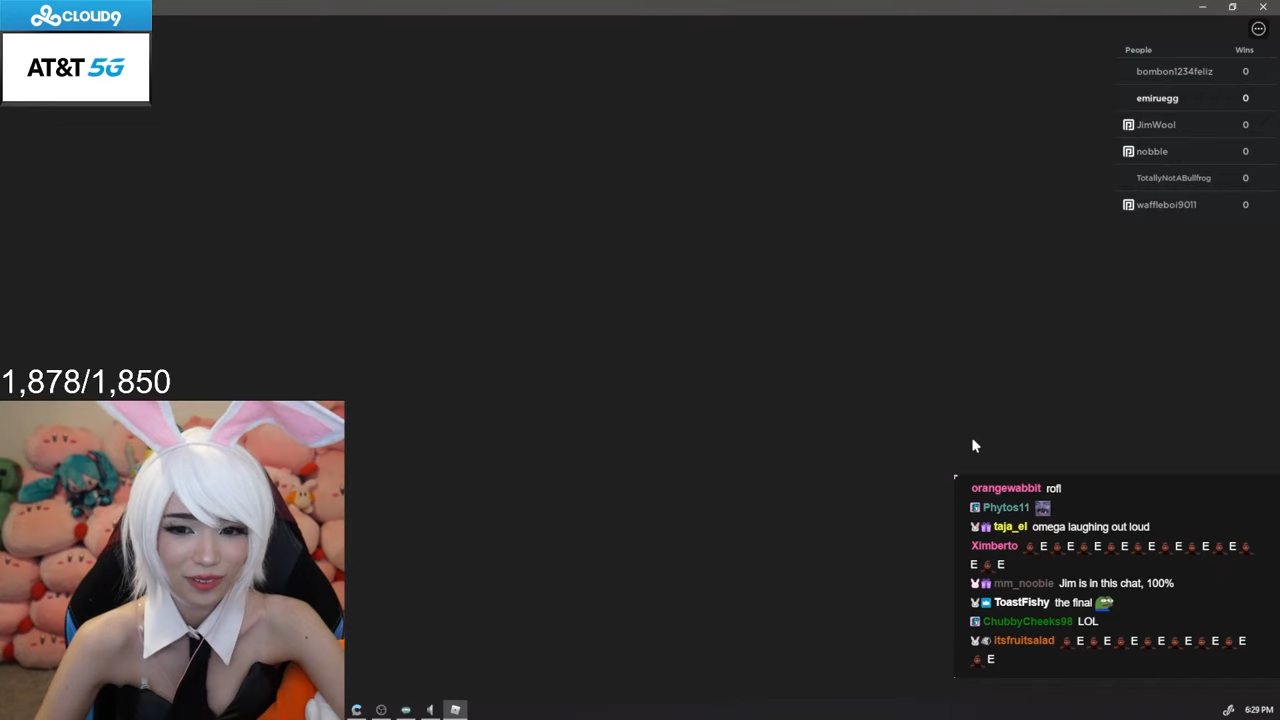 CLOUD9
AT&T 5G
People Wins
bombon1234feliz 0
emiruegg 0
JimWool 0
nobble 0
TotallyNotABullfrog 0
waffleboi9011 0
1,878/1,850
orangewabbit rofl
Phytos11
taja_el omega laughing out loud
Ximberto E E E E E E E E
E E
mm_noobie Jim is in this chat, 100%
ToastFishy the final
ChubbyCheeks98 LOL
itsfruitsalad E E E E E E E
E
6:29 PM